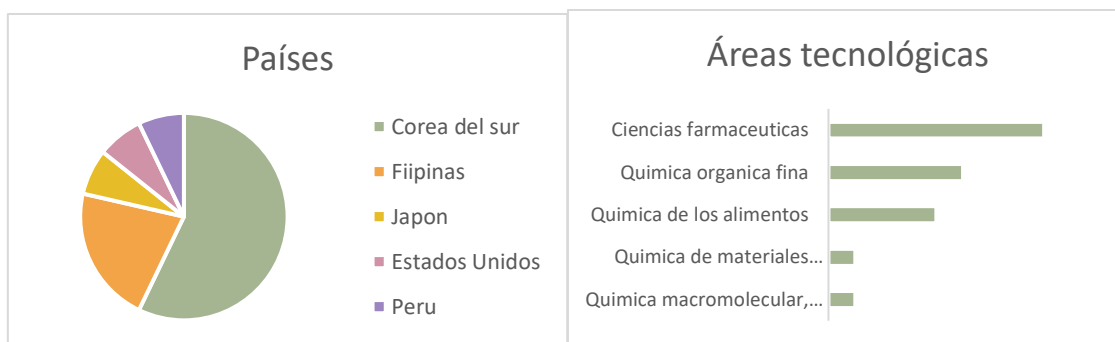 Países
Corea del sur
Fiipinas
Japon
Estados Unidos
Peru
Áreas tecnológicas
Ciencias farmaceuticas
Quimica organica fina
Quimica de los alimentos
Quimica de materiales...
Quimica macromolecular,...